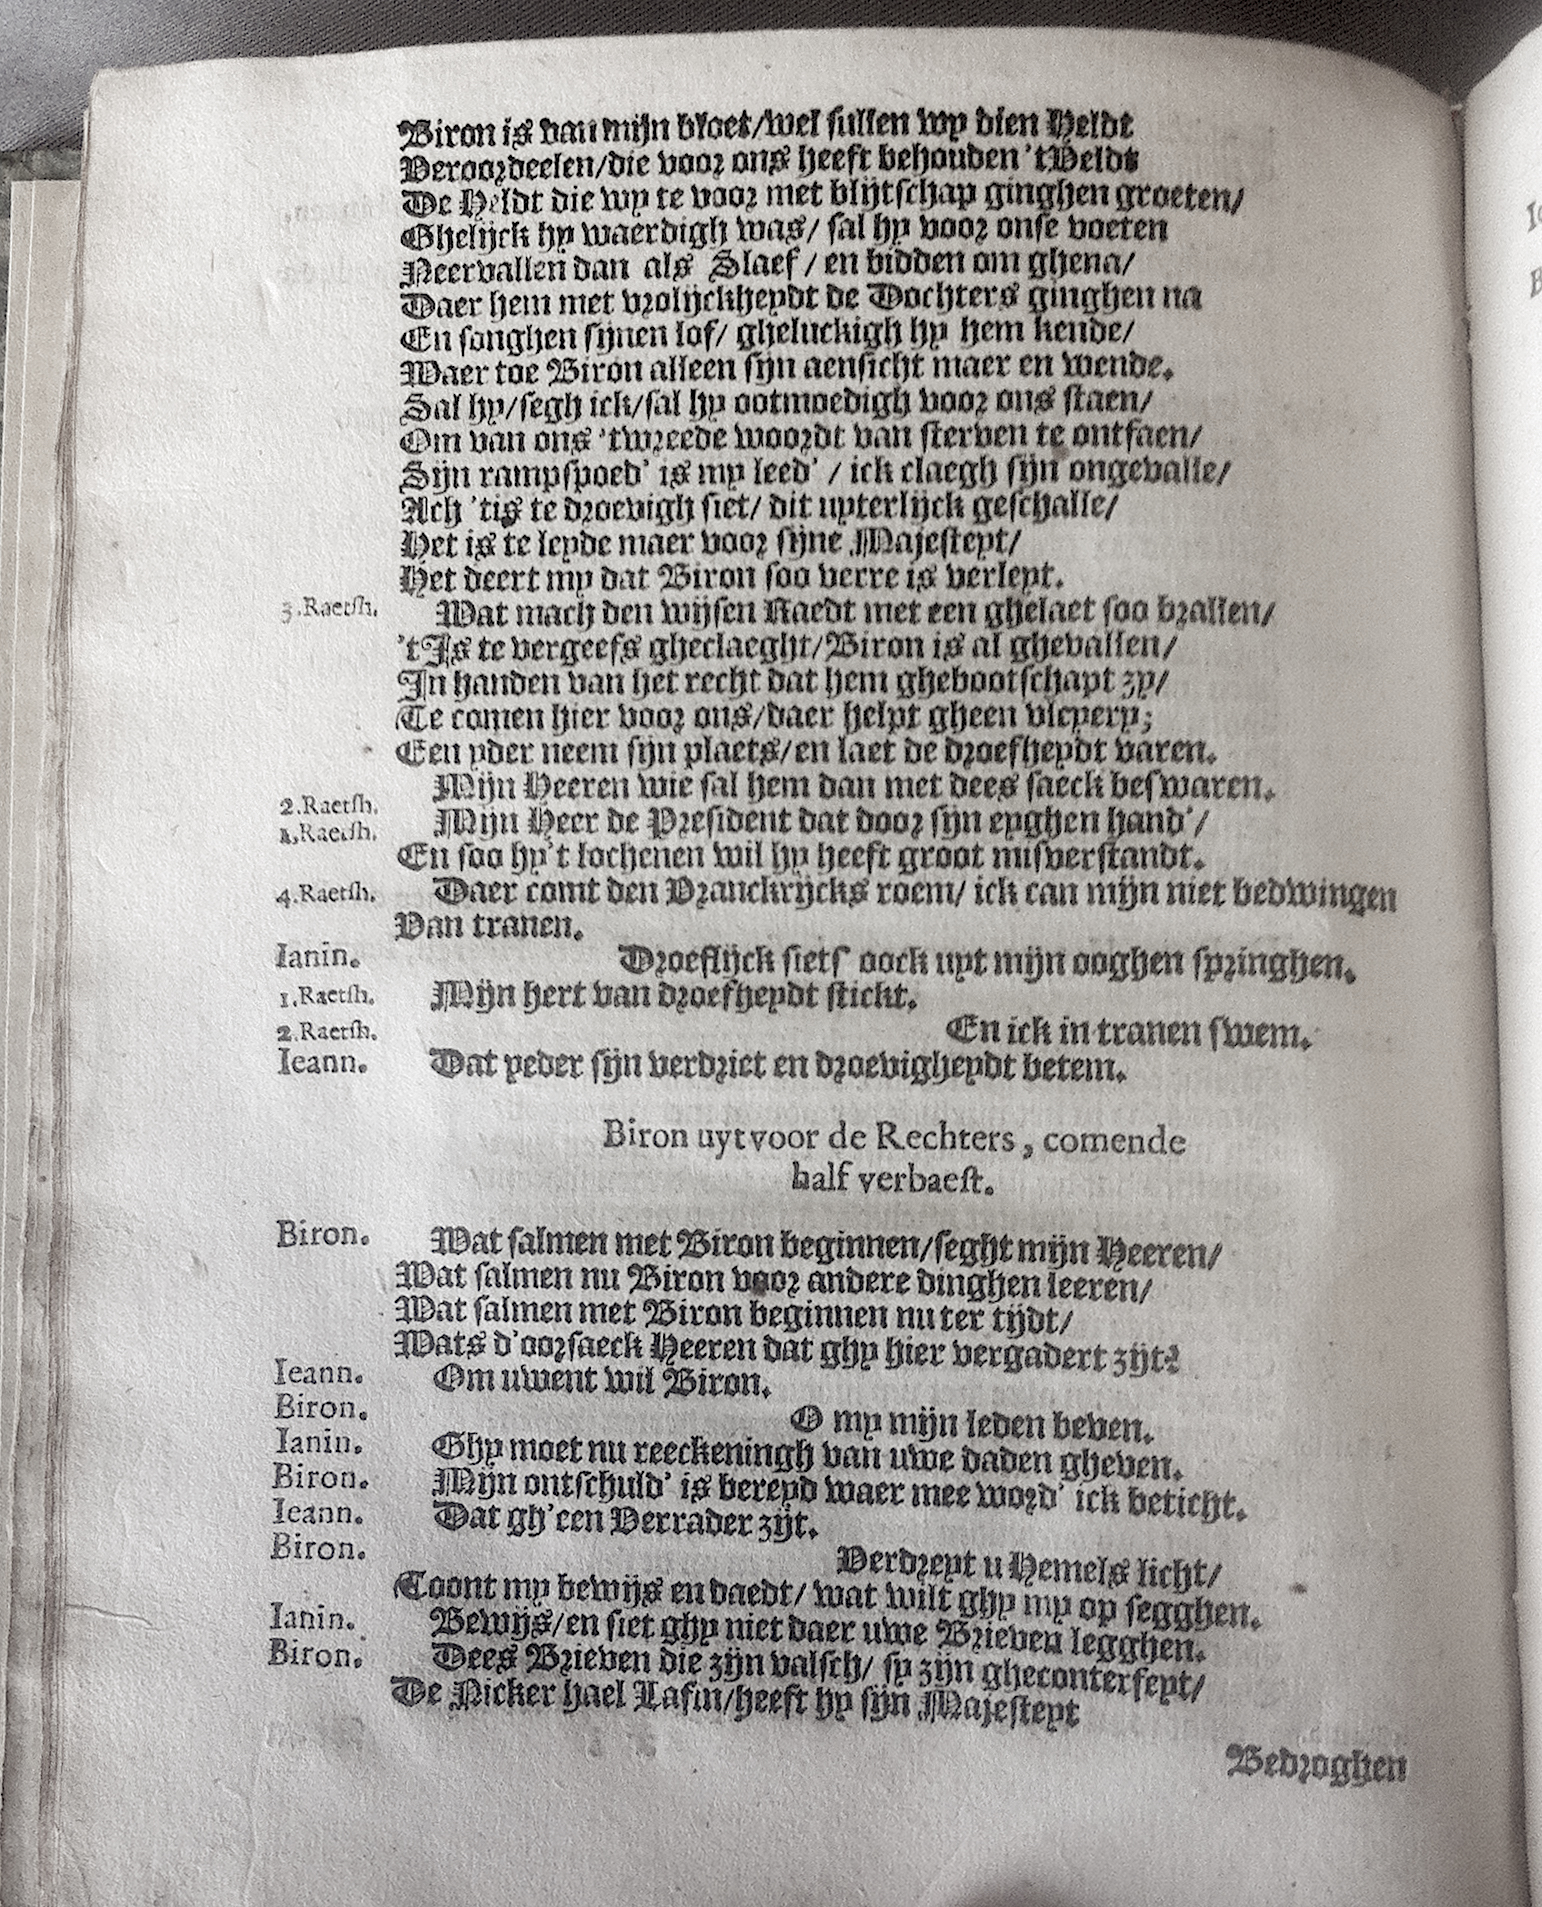 Biron is van mijn bloet/wel sullen wy dien Heldt
Veroordeelen/die voor ons heeft behouden 'tVeldt
De Heldt die wy te voor met blijtschap ginghen groeten/
Ghelijck hy waerdigh was/ sal hy voor onse voeten
Neervallen dan als Slaef/ en bidden om ghena/
Daer hem met vrolijckheydt de Dochters ginghen na
En songhen sijnen lof/ gheluckigh hy hem kende/
Waer toe Biron alleen sijn aensicht maer en wende.
Sal hy/segh ick/sal hy ootmoedigh voor ons staen/
Om van ons 'twreede woordt van sterven te ontfaen/
Sijn rampspoed' is my leed' / ick claegh sijn ongevalle/
Ach 'tis te droevigh siet/ dit uyterlijck geschalle/
Het is te leyde maer voor sijne Majesteyt/
Het deert my dat Biron soo verre is verleyt.
3.Raetsh. Wat mach den wijsen Raedt met een ghelaet soo brallen/
't Is te vergeefs gheclaeght/Biron is al ghevallen/
In handen van het recht dat hem ghebootschapt zy/
Te comen hier voor ons/daer helpt gheen vleyery;
Een yder neem sijn plaets/en laet de droefheydt varen.
2.Raetsh. Mijn Heeren wie sal hem dan met dees saeck beswaren.
1.Raetsh. Mijn Heer de President dat door sijn eyghen hand'/
En soo hy't lochenen wil hy heeft groot misverstandt.
4.Raetsh. Daer comt den Vranckrijcks roem/ ick can mijn niet bedwingen
Van tranen.
Ianin. Droeflijck siets oock uyt mijn ooghen springhen.
1.Raetsh. Mijn hert van droefheydt stickt.
2.Raetsh. En ick in tranen swem.
Ieann. Dat yeder sijn verdriet en droevigheydt betem.
Biron uyt voor de Rechters, comende
half verbaest.
Biron. Wat salmen met Biron beginnen/seght mijn Heeren/
Wat salmen nu Biron voor andere dinghen leeren/
Wat salmen met Biron beginnen nu ter tijdt/
Wats d'oorsaeck Heeren dat ghy hier vergadert zijt?
Ieann. Om uwent wil Biron.
Biron. O my mijn leden beven.
Ianin. Ghy moet nu reeckeningh van uwe daden gheven.
Biron. Mijn ontschuld' is bereyd waer mee word' ick beticht.
Ieann. Dat gh'een Verrader zijt.
Biron. Verdreyt u Hemels licht/
Toont my bewijs en daedt/ wat wilt ghy my op segghen.
Ianin. Bewijs/en siet ghy niet daer uwe Brieven legghen.
Biron. Dees Brieven die zijn valsch/ sy zijn gheconterfeyt/
De Nicker hael Lafin/heeft hy sijn Majesteyt
Bedroghen